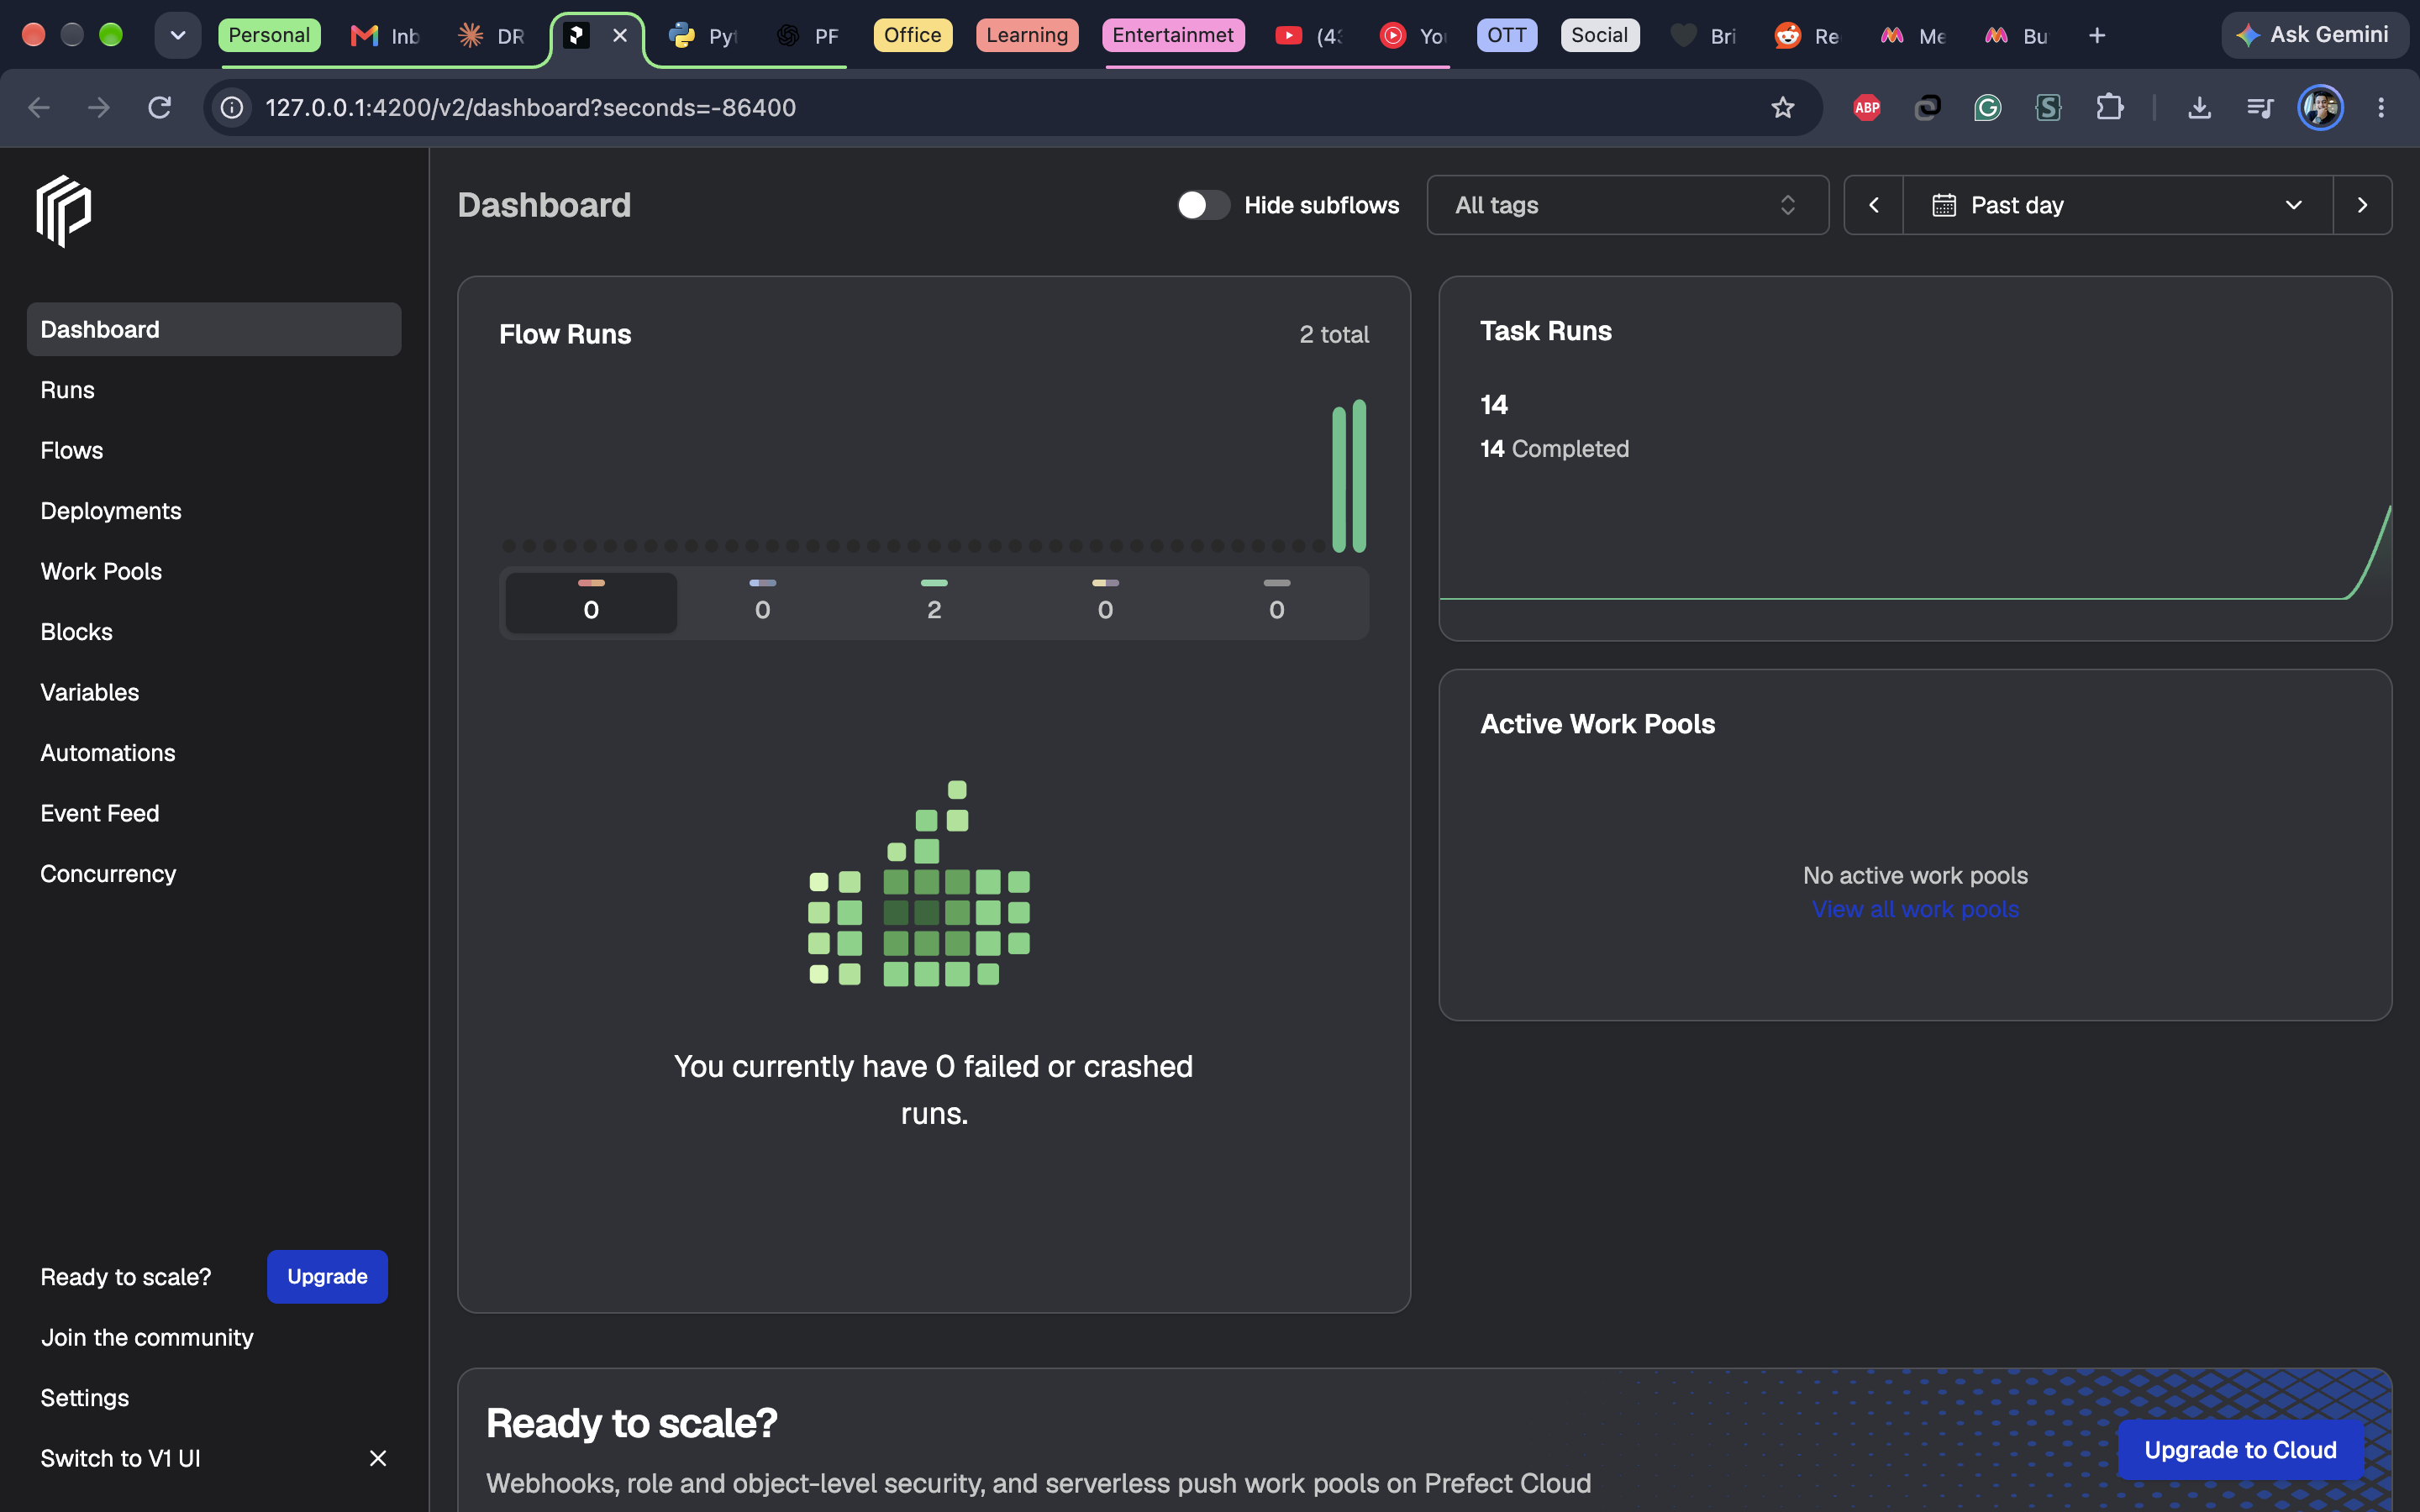 Personal
Inb
DR
Py
PF
Office
Learning
Entertainmet
(4
You
OTT
Social
Bri
Re
Me
Bu
Ask Gemini
127.0.0.1:4200/v2/dashboard?seconds=-86400
ABP
Dashboard
Hide subflows
All tags
Past day
Dashboard
Runs
Flows
Deployments
Work Pools
Blocks
Variables
Automations
Event Feed
Concurrency
Ready to scale?
Upgrade
Join the community
Settings
Switch to V1 UI
Flow Runs
2 total
0
0
2
0
0
You currently have 0 failed or crashed
runs.
Task Runs
14
14 Completed
Active Work Pools
No active work pools
View all work pools
Ready to scale?
Webhooks, role and object-level security, and serverless push work pools on Prefect Cloud
Upgrade to Cloud